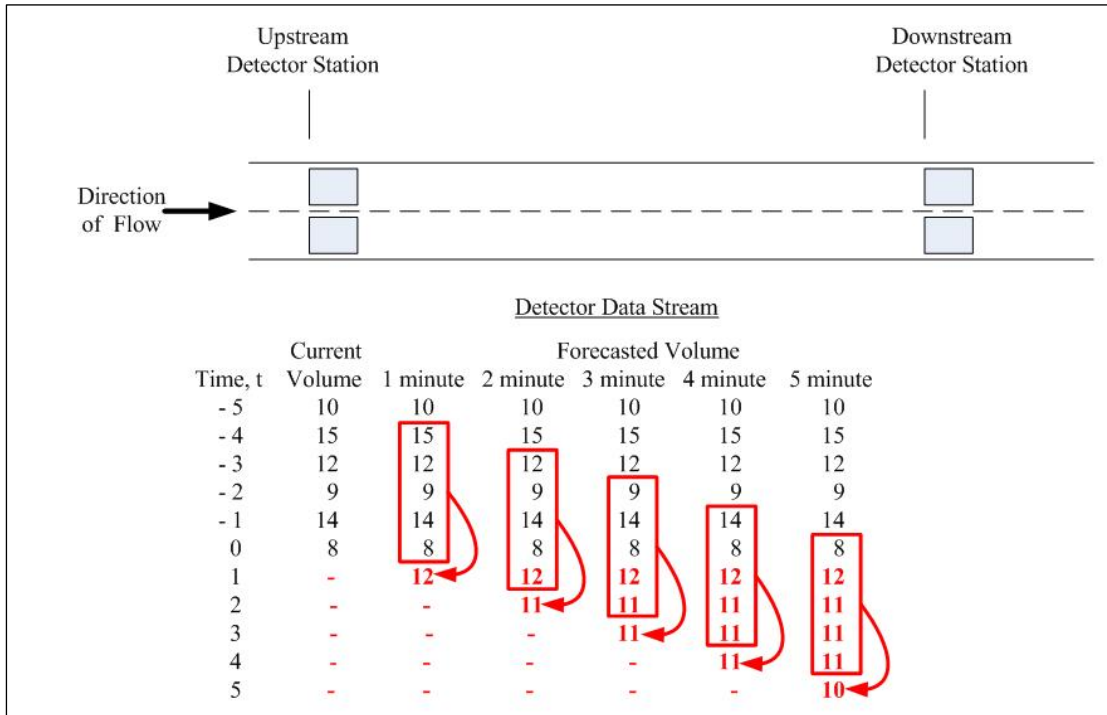 Upstream
Detector Station
Downstream
Detector Station
Direction
of Flow
Detector Data Stream
Current Forecasted Volume
Time, t Volume 1 minute 2 minute 3 minute 4 minute 5 minute
- 5 10 10 10 10 10 10
- 4 15 15 15 15 15 15
- 3 12 12 12 12 12 12
- 2 9 9 9 9 9 9
- 1 14 14 14 14 14 14
0 8 8 8 8 8 8
1 - 12 12 12 12 12
2 - - 11 11 11 11
3 - - - 11 11 11
4 - - - - 11 11
5 - - - - - 10